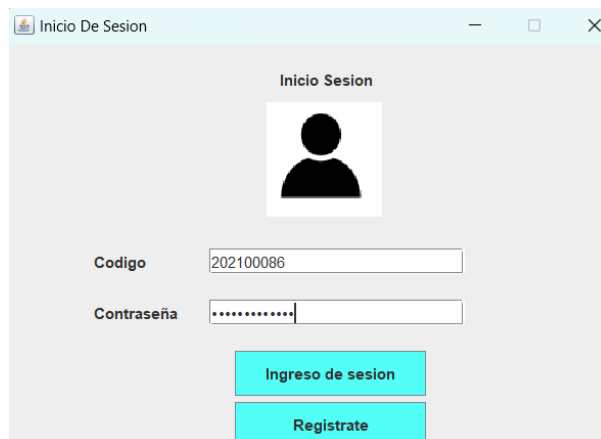 Inicio De Sesion
Inicio Sesion
Codigo 202100086
Contraseña •••••••••••••
Ingreso de sesion
Registrate